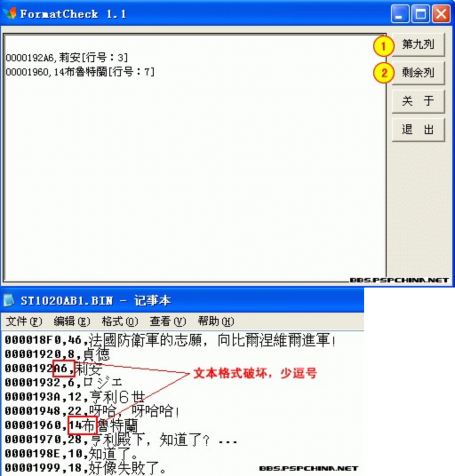 FormatCheck 1.1
0000192A6,莉安[行号：3]
00001960,14布魯特蘭[行号：7]
1 第九列
2 剩余列
关 于
退 出
BBS.PSPCHINA.NET
ST1020AB1.BIN - 记事本
文件(F) 编辑(E) 格式(O) 查看(V) 帮助(H)
000018F0,46,法國防衛軍的志願，向比爾涅維爾進軍！
00001920,8,貞德
0000192A6,莉安
00001932,6,ロジェ
0000193A,12,亨利６世
00001948,22,呀哈，呀哈哈！
00001960,14布魯特蘭
00001970,28,亨利殿下，知道了？...
0000198E,10,知道了。
00001999,18,好像失敗了。
文本格式破坏，少逗号
BBS.PSPCHINA.NET